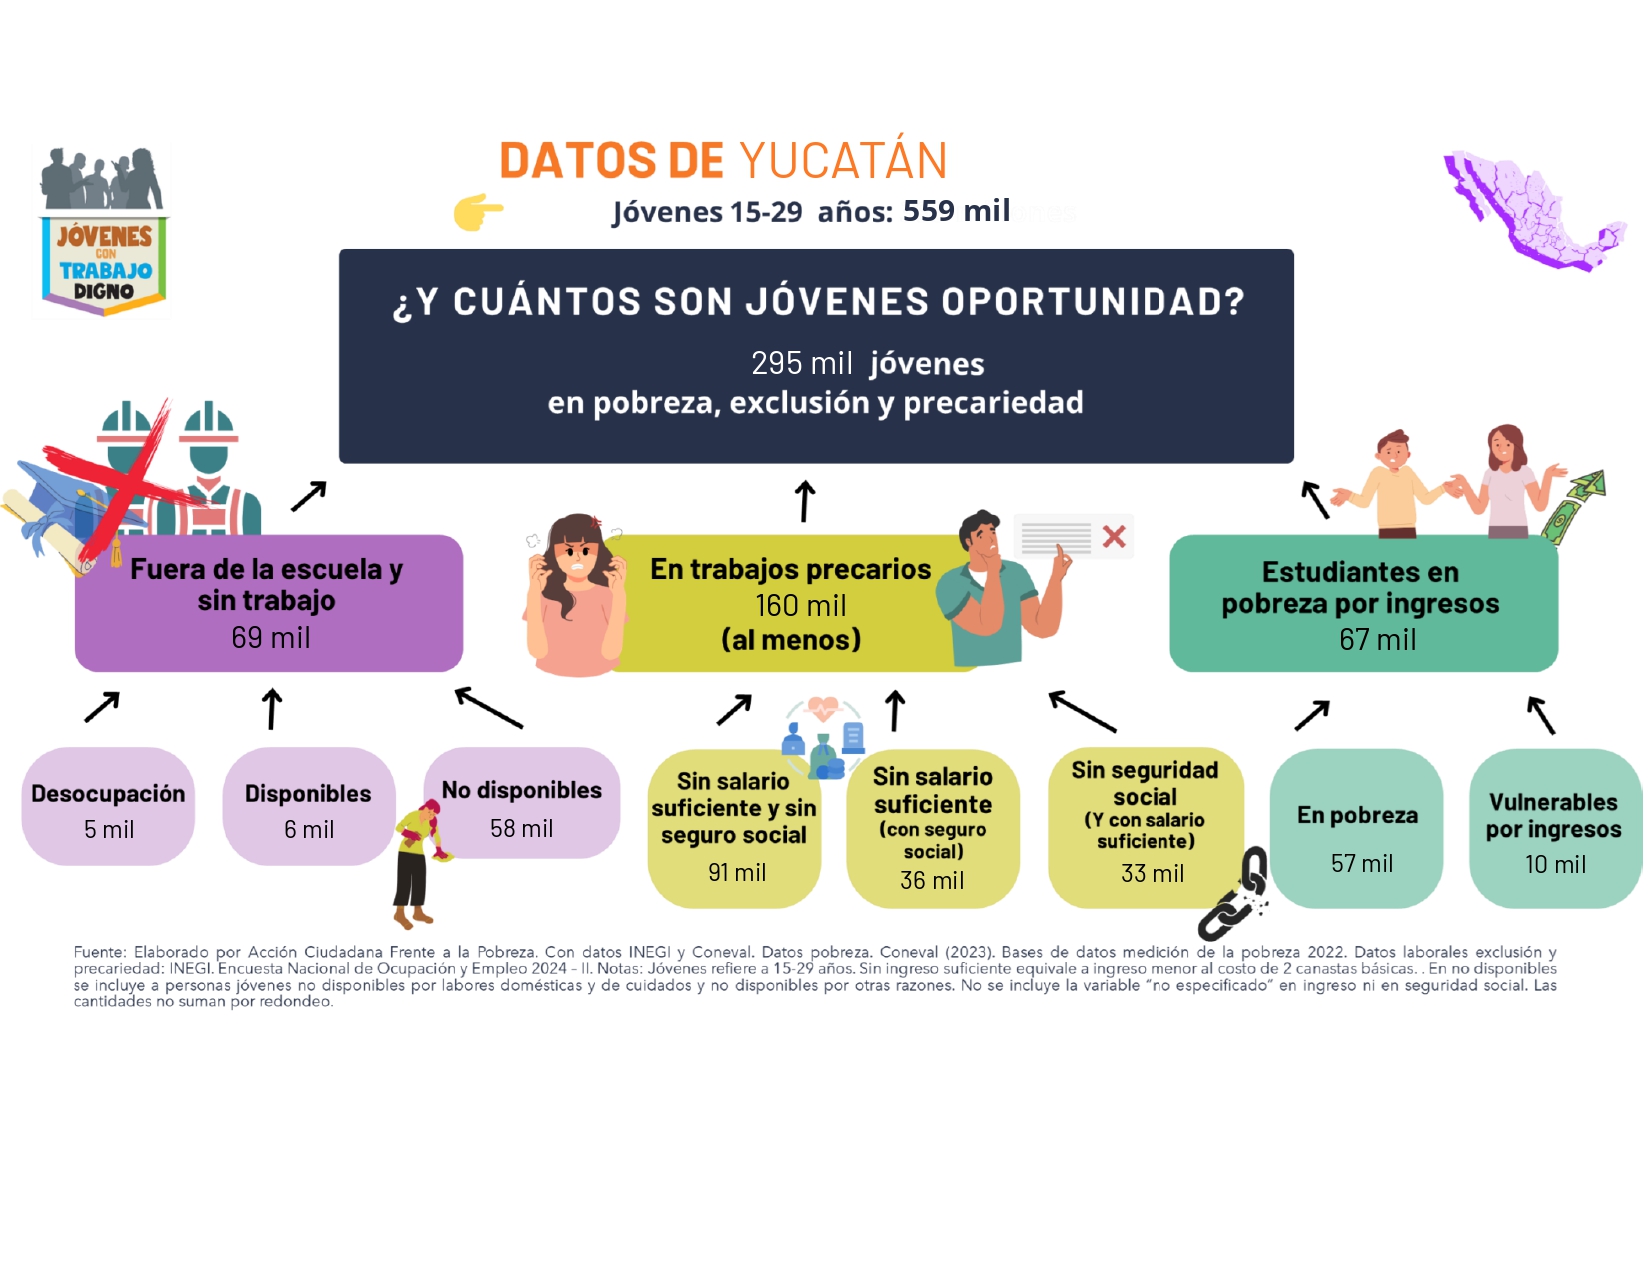 DATOS DE YUCATÁN
Jóvenes 15-29 años: 559 mil
JÓVENES
CON
TRABAJO
DIGNO
¿Y CUÁNTOS SON JÓVENES OPORTUNIDAD?
295 mil jóvenes
en pobreza, exclusión y precariedad
Fuera de la escuela y
sin trabajo
69 mil
En trabajos precarios
160 mil
(al menos)
Estudiantes en
pobreza por ingresos
67 mil
Desocupación
5 mil
Disponibles
6 mil
No disponibles
58 mil
Sin salario
suficiente y sin
seguro social
91 mil
Sin salario
suficiente
(con seguro
social)
36 mil
Sin seguridad
social
(Y con salario
suficiente)
33 mil
En pobreza
57 mil
Vulnerables
por ingresos
10 mil
Fuente: Elaborado por Acción Ciudadana Frente a la Pobreza. Con datos INEGI y Coneval. Datos pobreza. Coneval (2023). Bases de datos medición de la pobreza 2022. Datos laborales exclusión y
precariedad: INEGI. Encuesta Nacional de Ocupación y Empleo 2024 - II. Notas: Jóvenes refiere a 15-29 años. Sin ingreso suficiente equivale a ingreso menor al costo de 2 canastas básicas. . En no disponibles
se incluye a personas jóvenes no disponibles por labores domésticas y de cuidados y no disponibles por otras razones. No se incluye la variable "no especificado" en ingreso ni en seguridad social. Las
cantidades no suman por redondeo.